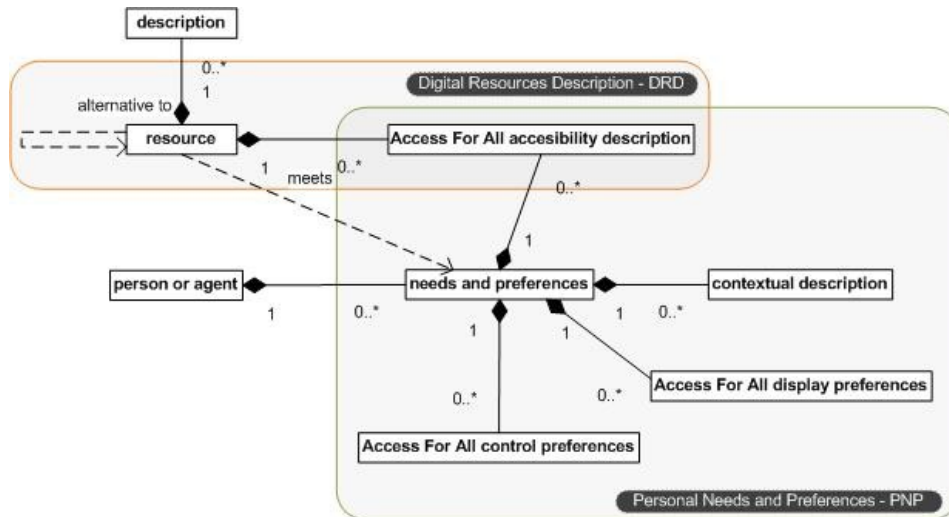 description
0..*
Digital Resources Description - DRD
alternative to
1
resource
Access For All accesibility description
1
0..*
meets
0..*
1
person or agent
needs and preferences
contextual description
1
0..*
1
1
1
0..*
Access For All display preferences
0..*
0..*
Access For All control preferences
Personal Needs and Preferences - PNP